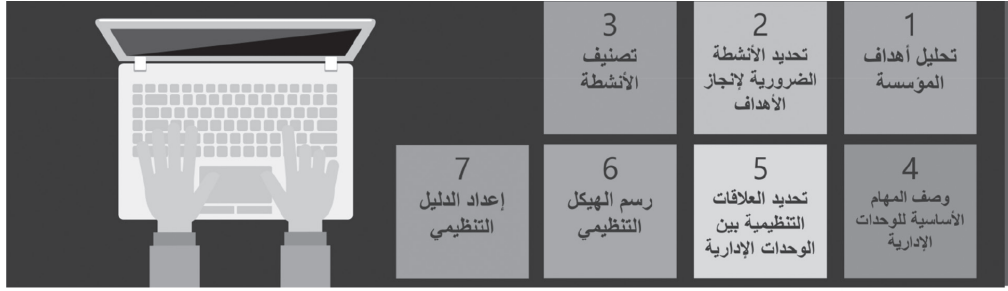 1
تحليل أهداف
المؤسسة
2
تحديد الأنشطة
الضرورية لإنجاز
الأهداف
3
تصنيف
الأنشطة
4
وصف المهام
الأساسية للوحدات
الإدارية
5
تحديد العلاقات
التنظيمية بين
الوحدات الإدارية
6
رسم الهيكل
التنظيمي
7
إعداد الدليل
التنظيمي